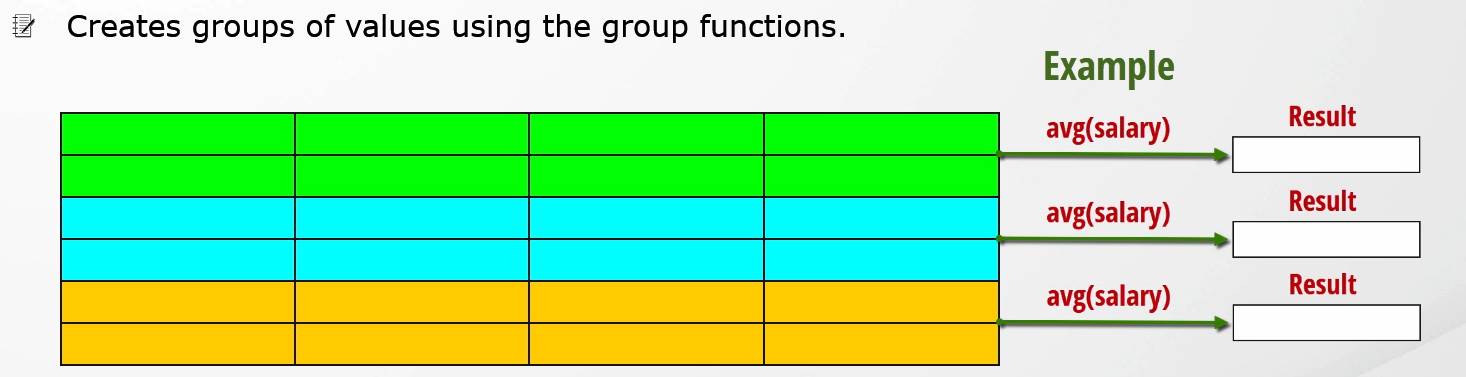 Creates groups of values using the group functions.
Example
avg(salary)
Result
avg(salary)
Result
avg(salary)
Result